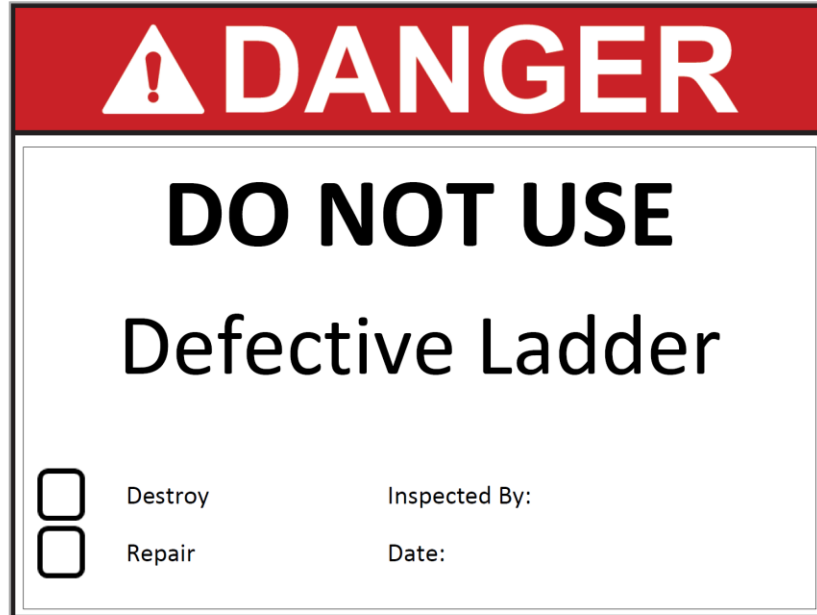 DANGER
DO NOT USE
Defective Ladder
Destroy Inspected By:
Repair Date: